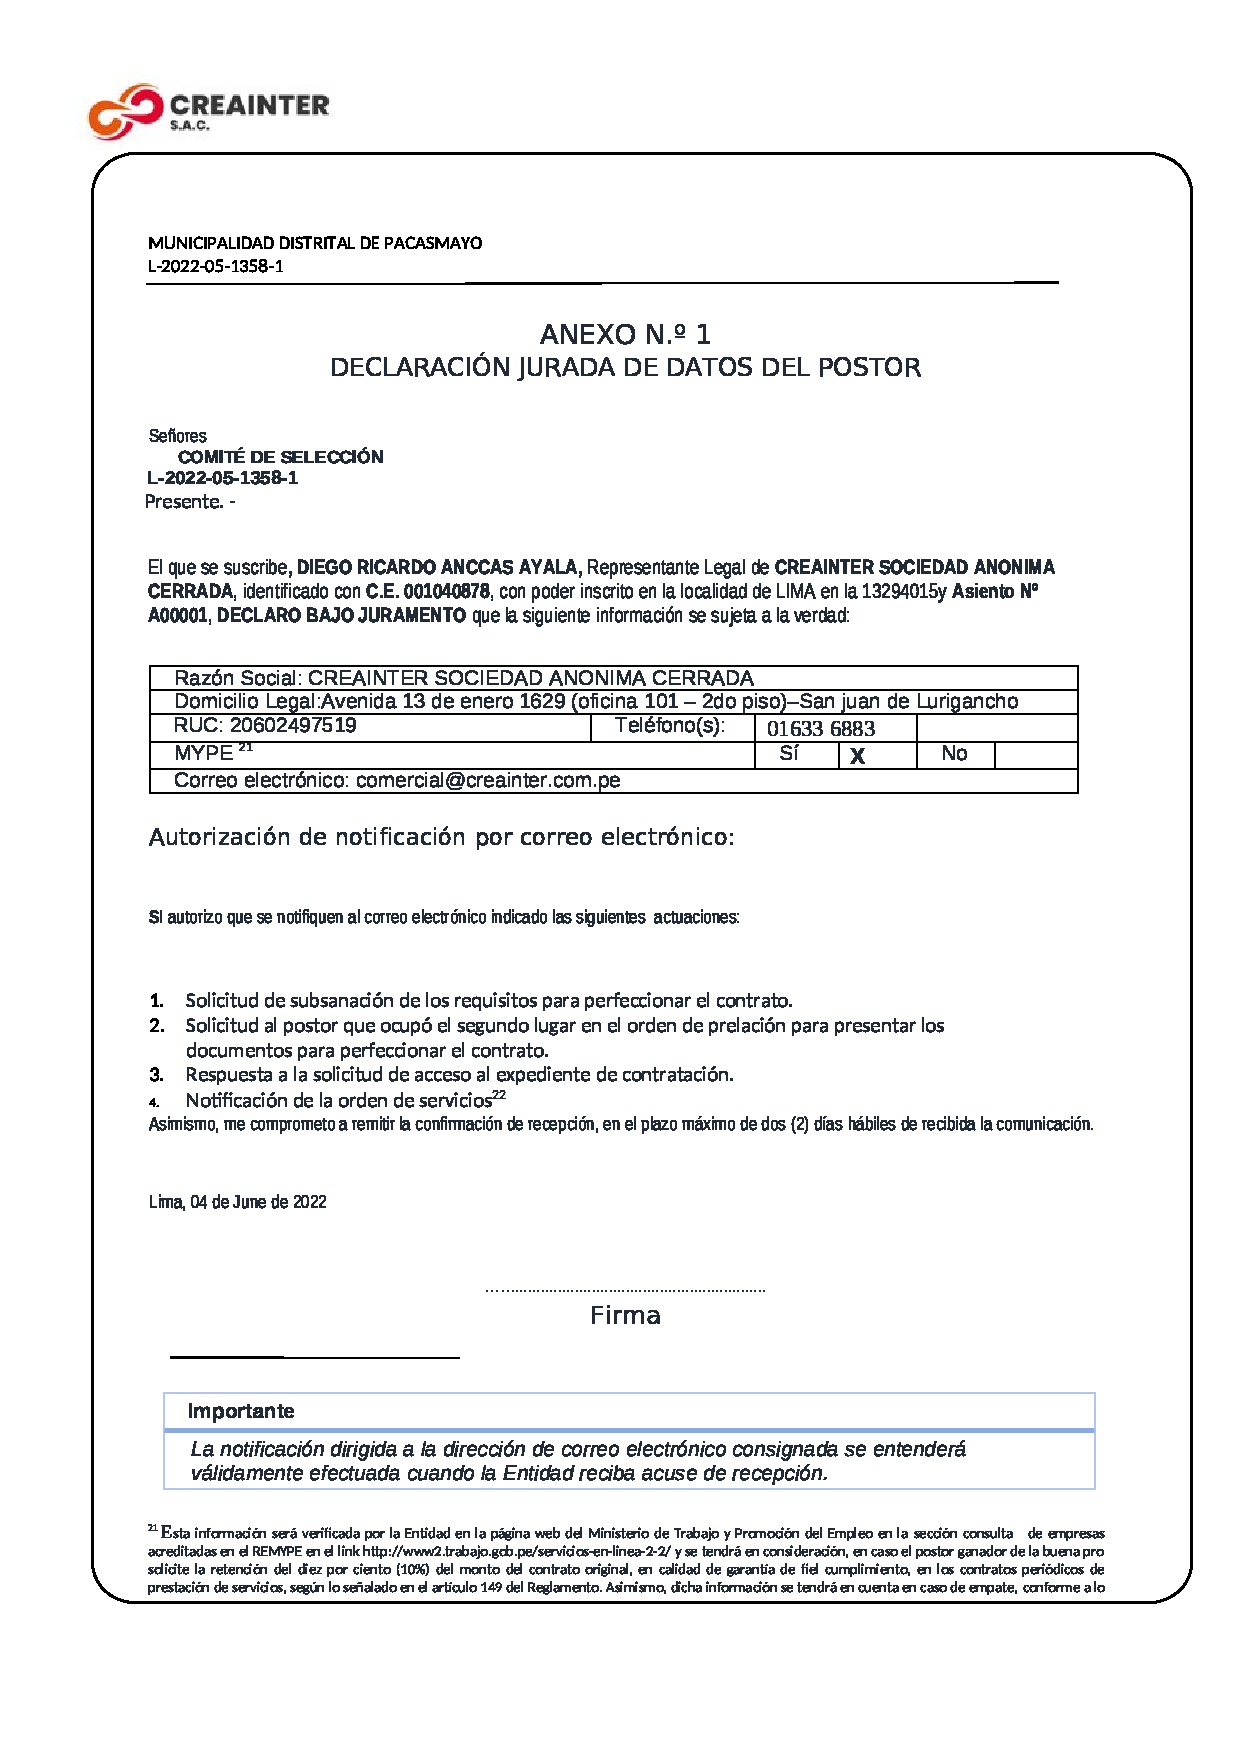 CREAINTER
S.A.C.
MUNICIPALIDAD DISTRITAL DE PACASMAYO
L-2022-05-1358-1
ANEXO N.º 1
DECLARACIÓN JURADA DE DATOS DEL POSTOR
Señores
COMITÉ DE SELECCIÓN
L-2022-05-1358-1
Presente. -
El que se suscribe, DIEGO RICARDO ANCCAS AYALA, Representante Legal de CREAINTER SOCIEDAD ANONIMA
CERRADA, identificado con C.E. 001040878, con poder inscrito en la localidad de LIMA en la 13294015y Asiento Nº
A00001, DECLARO BAJO JURAMENTO que la siguiente información se sujeta a la verdad:
Razón Social: CREAINTER SOCIEDAD ANONIMA CERRADA
Domicilio Legal:Avenida 13 de enero 1629 (oficina 101 – 2do piso)–San juan de Lurigancho
RUC: 20602497519 Teléfono(s): 01633 6883
MYPE 21 Sí X No
Correo electrónico: comercial@creainter.com.pe
Autorización de notificación por correo electrónico:
SI autorizo que se notifiquen al correo electrónico indicado las siguientes actuaciones:
1. Solicitud de subsanación de los requisitos para perfeccionar el contrato.
2. Solicitud al postor que ocupó el segundo lugar en el orden de prelación para presentar los
documentos para perfeccionar el contrato.
3. Respuesta a la solicitud de acceso al expediente de contratación.
4. Notificación de la orden de servicios22
Asimismo, me comprometo a remitir la confirmación de recepción, en el plazo máximo de dos (2) días hábiles de recibida la comunicación.
Lima, 04 de June de 2022
................................................................
Firma
Importante
La notificación dirigida a la dirección de correo electrónico consignada se entenderá
válidamente efectuada cuando la Entidad reciba acuse de recepción.
21 Esta información será verificada por la Entidad en la página web del Ministerio de Trabajo y Promoción del Empleo en la sección consulta de empresas
acreditadas en el REMYPE en el link http://www2.trabajo.gob.pe/servicios-en-linea-2-2/ y se tendrá en consideración, en caso el postor ganador de la buena pro
solicite la retención del diez por ciento (10%) del monto del contrato original, en calidad de garantía de fiel cumplimiento, en los contratos periódicos de
prestación de servicios, según lo señalado en el artículo 149 del Reglamento. Asimismo, dicha información se tendrá en cuenta en caso de empate, conforme a lo